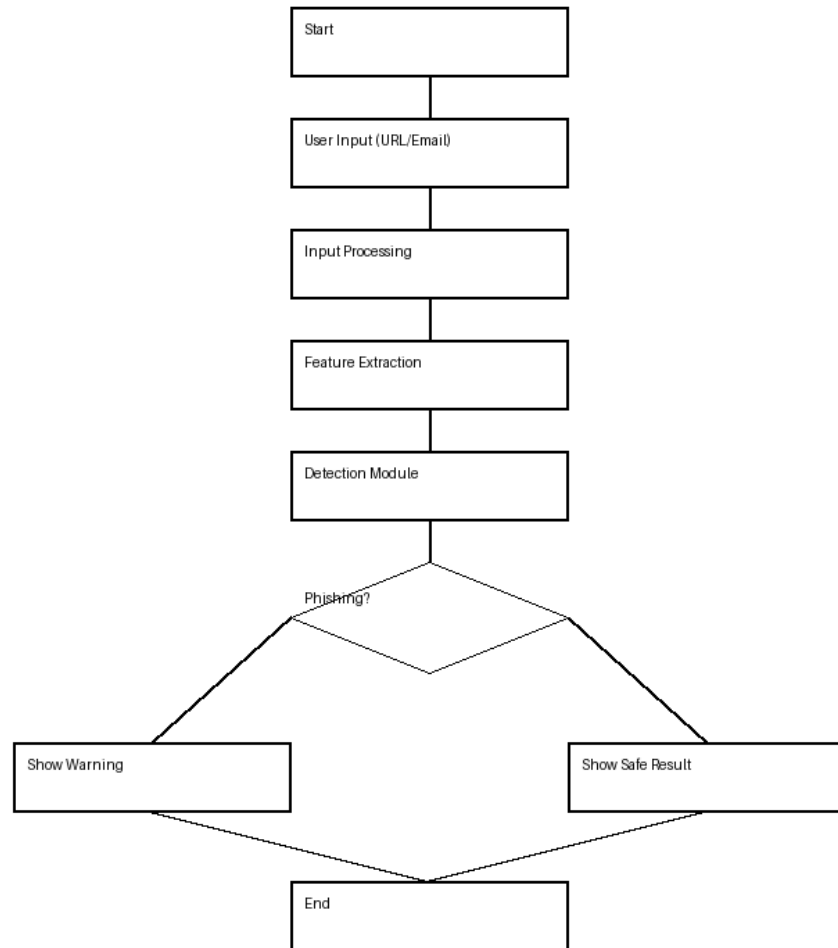 Start
User Input (URL/Email)
Input Processing
Feature Extraction
Detection Module
Phishing?
Show Warning
Show Safe Result
End